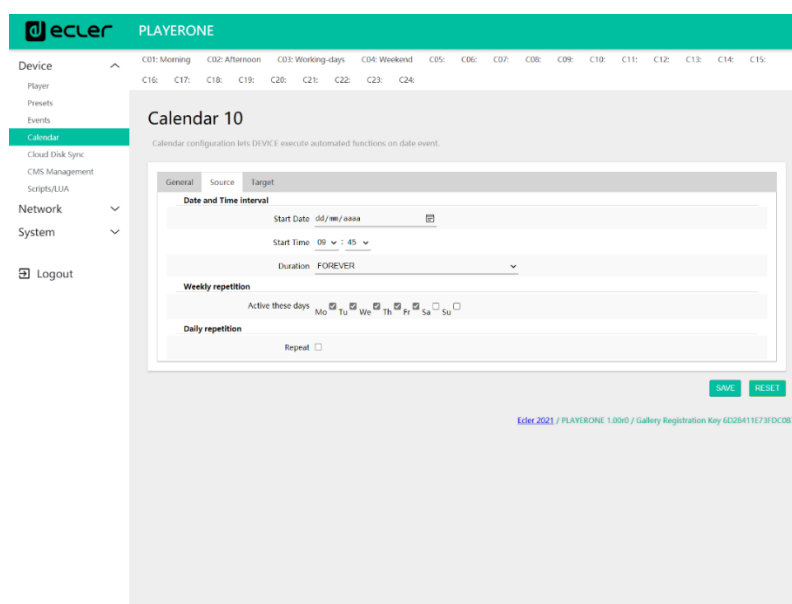 ecler
PLAYERONE
Device
Player
Presets
Events
Calendar
Cloud Disk Sync
CMS Management
Scripts/LUA
Network
System
Logout
C01: Morning C02: Afternoon C03: Working-days C04: Weekend C05: C06: C07: C08: C09: C10: C11: C12: C13: C14: C15:
C16: C17: C18: C19: C20: C21: C22: C23: C24:
Calendar 10
Calendar configuration lets DEVICE execute automated functions on date event.
General Source Target
Date and Time interval
Start Date dd/mm/aaaa
Start Time 09 : 45
Duration FOREVER
Weekly repetition
Active these days Mo Tu We Th Fr Sa Su
Daily repetition
Repeat
SAVE RESET
Ecler 2021 / PLAYERONE 1.00r0 / Gallery Registration Key